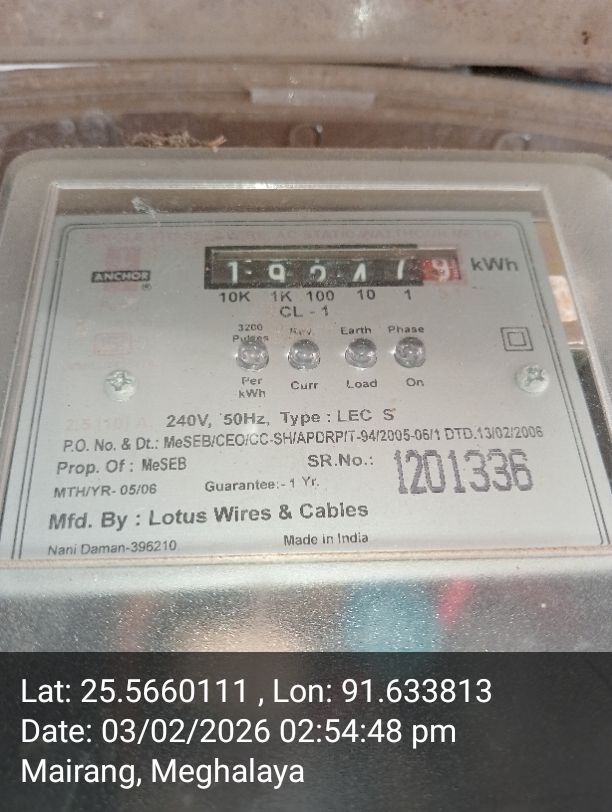 ANCHOR
®
kWh
10K 1K 100 10 1
CL - 1
3200 Pulses Rev. Earth Phase
Per kWh Curr Load On
240V, 50Hz, Type : LEC S
P.O. No. & Dt.: MeSEB/CEO/CC-SH/APDRP/T-94/2005-06/1 DTD.13/02/2006
Prop. Of : MeSEB SR.No.: 1201336
MTH/YR- 05/06 Guarantee:- 1 Yr.
Mfd. By : Lotus Wires & Cables
Nani Daman-396210 Made in India
Lat: 25.5660111 , Lon: 91.633813
Date: 03/02/2026 02:54:48 pm
Mairang, Meghalaya